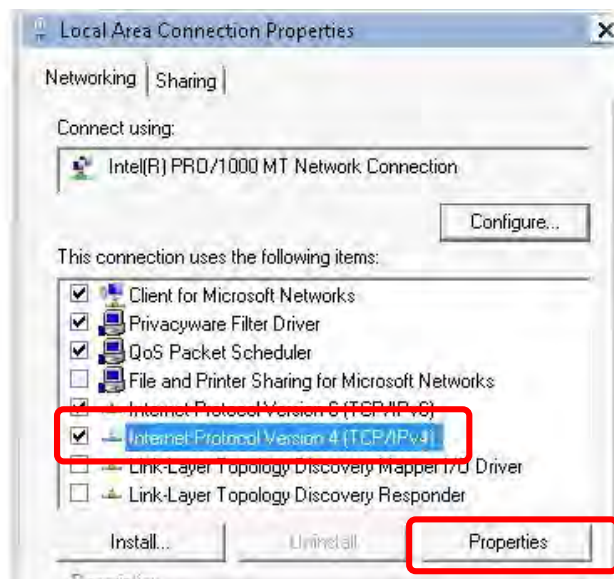 Local Area Connection Properties
Networking
Sharing
Connect using:
Intel(R) PRO/1000 MT Network Connection
Configure...
This connection uses the following items:
Client for Microsoft Networks
Privacyware Filter Driver
QoS Packet Scheduler
File and Printer Sharing for Microsoft Networks
Internet Protocol Version 6 (TCP/IPv6)
Internet Protocol Version 4 (TCP/IPv4)
Link-Layer Topology Discovery Mapper I/O Driver
Link-Layer Topology Discovery Responder
Install...
Uninstall
Properties
Description